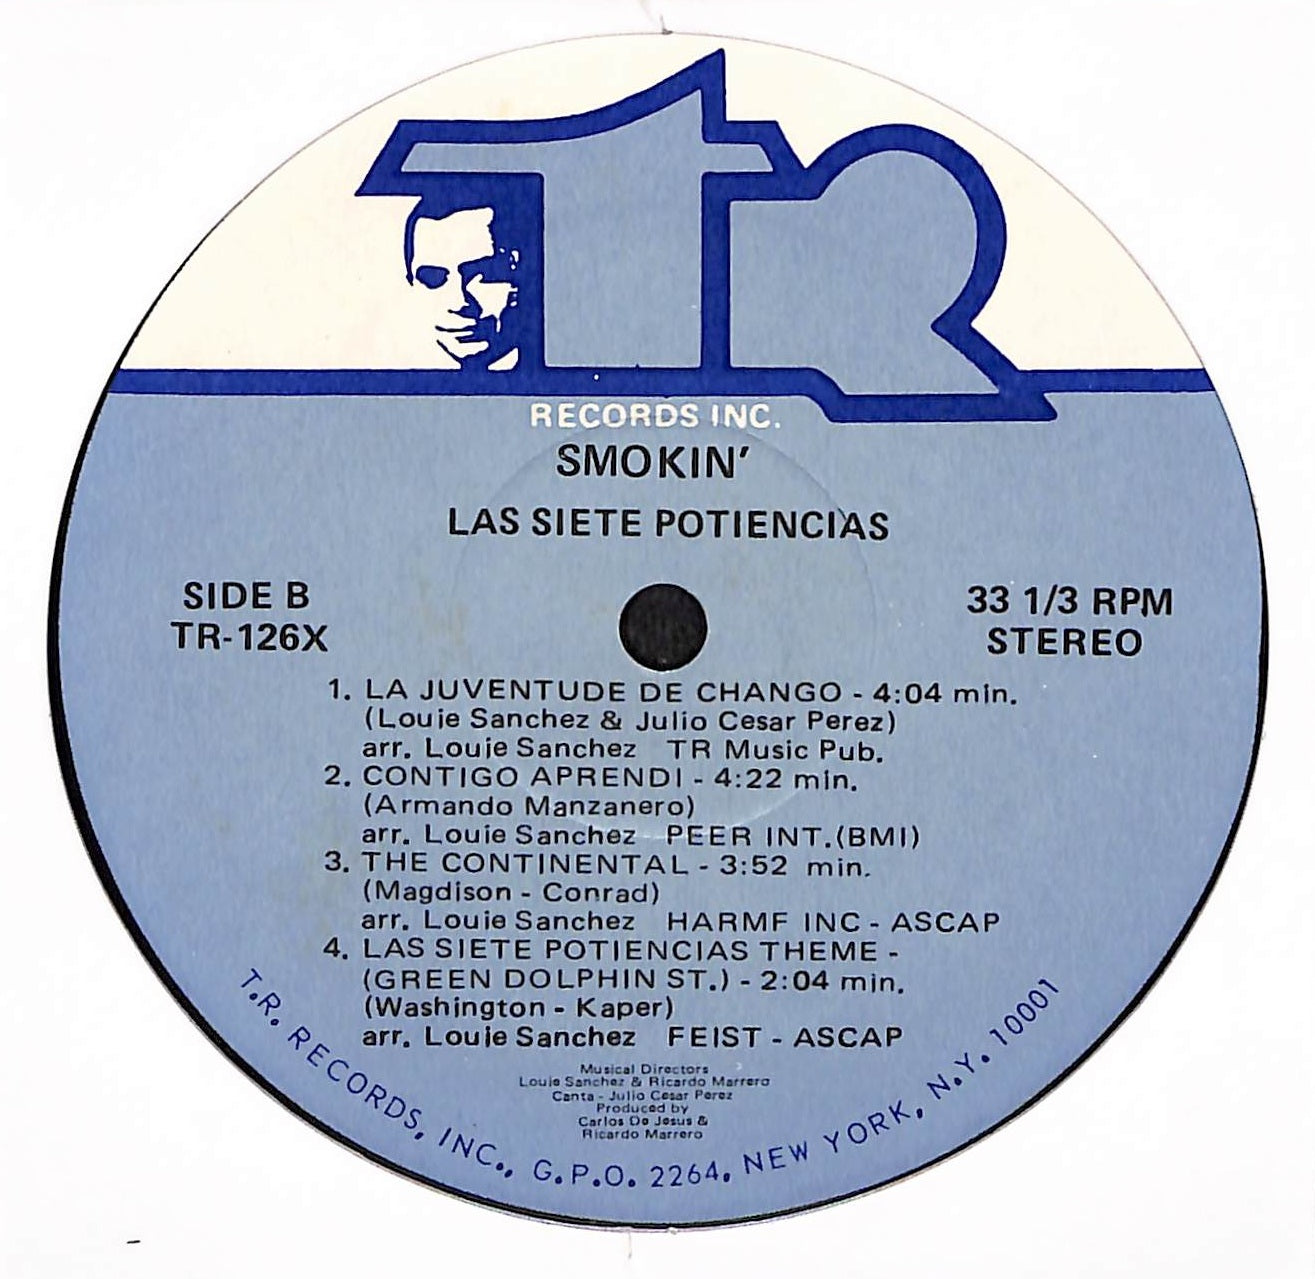 TR
RECORDS INC.
SMOKIN'
LAS SIETE POTIENCIAS
SIDE B
TR-126X
33 1/3 RPM
STEREO
1. LA JUVENTUDE DE CHANGO - 4:04 min.
(Louie Sanchez & Julio Cesar Perez)
arr. Louie Sanchez TR Music Pub.
2. CONTIGO APRENDI - 4:22 min.
(Armando Manzanero)
arr. Louie Sanchez PEER INT.(BMI)
3. THE CONTINENTAL - 3:52 min.
(Magdison - Conrad)
arr. Louie Sanchez HARMF INC - ASCAP
4. LAS SIETE POTIENCIAS THEME -
(GREEN DOLPHIN ST.) - 2:04 min.
(Washington - Kaper)
arr. Louie Sanchez FEIST - ASCAP
Musical Directors
Louie Sanchez & Ricardo Marrero
Canta - Julio Cesar Perez
Produced by
Carlos De Jesus &
Ricardo Marrero
T.R. RECORDS, INC., G.P.O. 2264, NEW YORK, N.Y. 10001